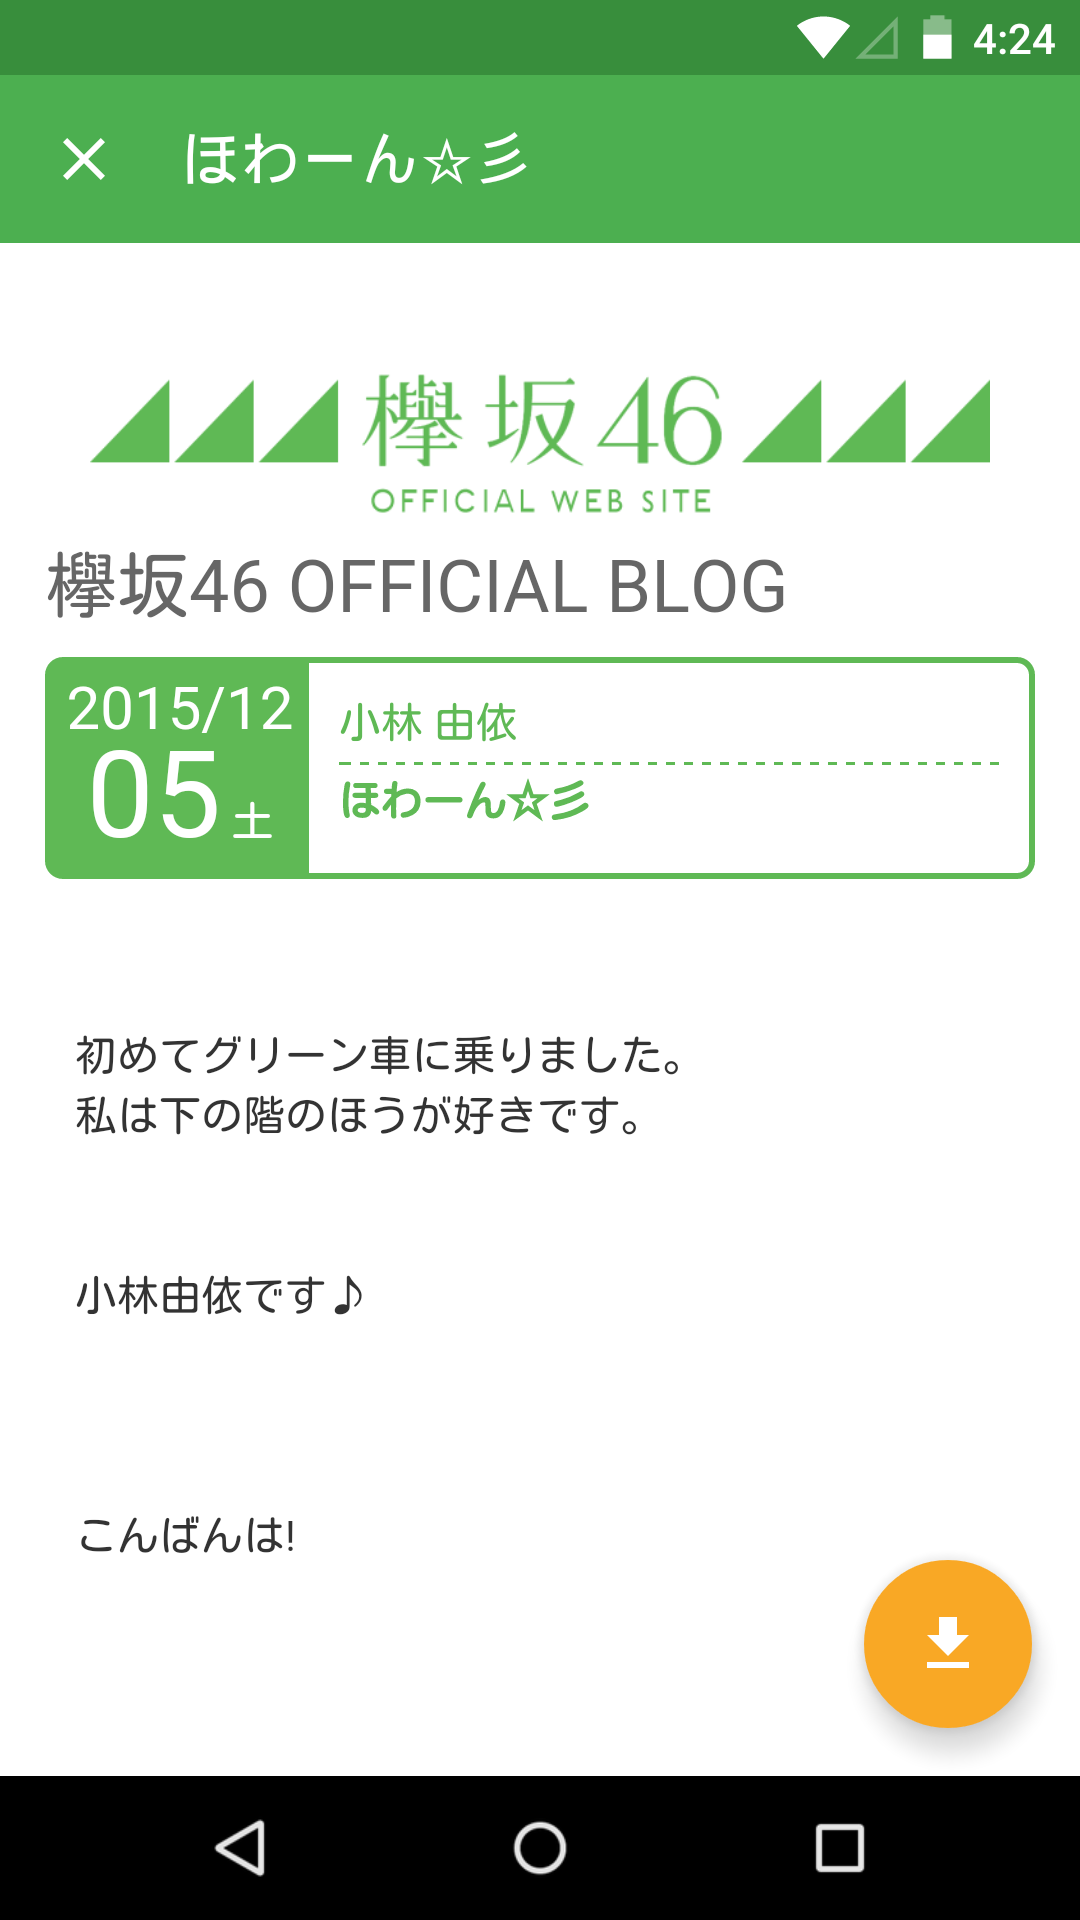 4:24
ほわーん☆彡
欅坂46
OFFICIAL WEB SITE
欅坂46 OFFICIAL BLOG
2015/12
05 土
小林 由依
ほわーん☆彡
初めてグリーン車に乗りました。
私は下の階のほうが好きです。
小林由依です♪
こんばんは!